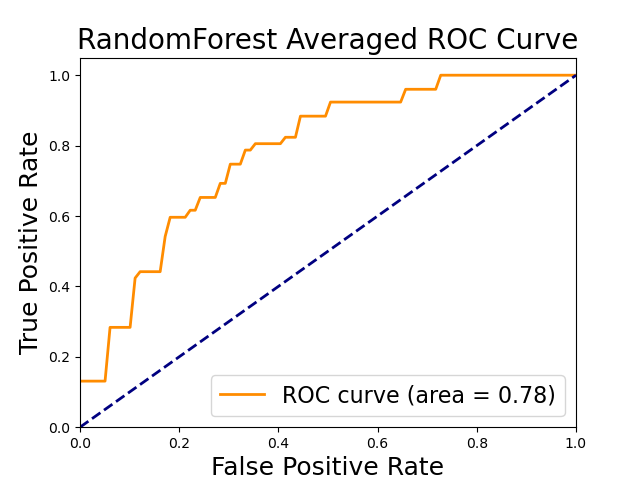 RandomForest Averaged ROC Curve
True Positive Rate
1.0
0.8
0.6
0.4
0.2
0.0
ROC curve (area = 0.78)
0.0 0.2 0.4 0.6 0.8 1.0
False Positive Rate